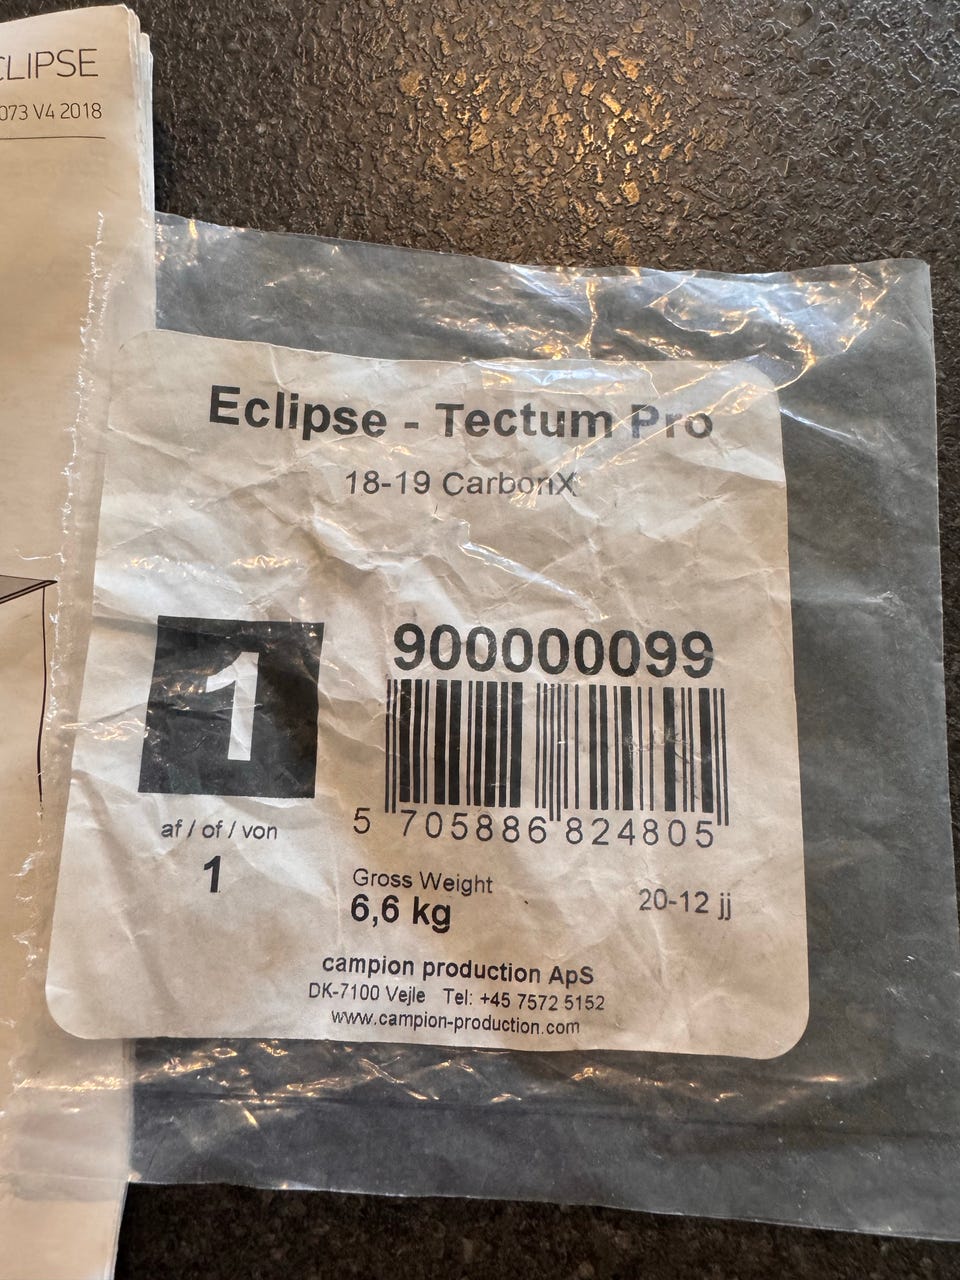 CLIPSE
073 V4 2018
Eclipse - Tectum Pro
18-19 CarbonX
1
900000099
af / of / von
1
5 705886 824805
Gross Weight
6,6 kg
20-12 jj
campion production ApS
DK-7100 Vejle Tel: +45 7572 5152
www.campion-production.com